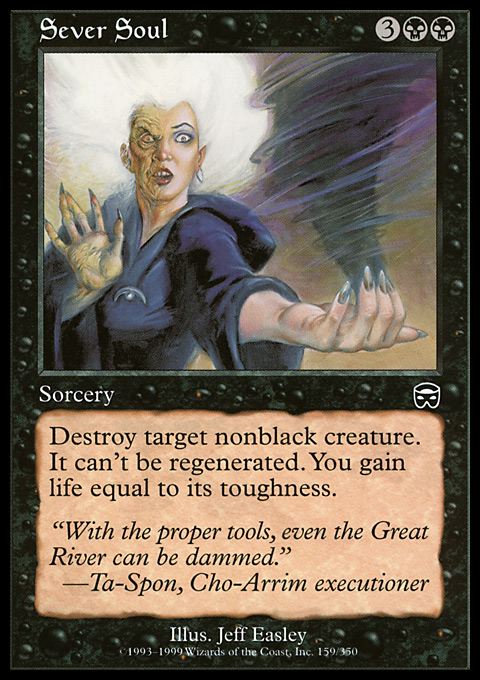 Sever Soul
3
Sorcery
Destroy target nonblack creature.
It can't be regenerated. You gain
life equal to its toughness.
“With the proper tools, even the Great
River can be dammed.”
—Ta-Spon, Cho-Arrim executioner
Illus. Jeff Easley
©1993-1999 Wizards of the Coast, Inc. 159/350